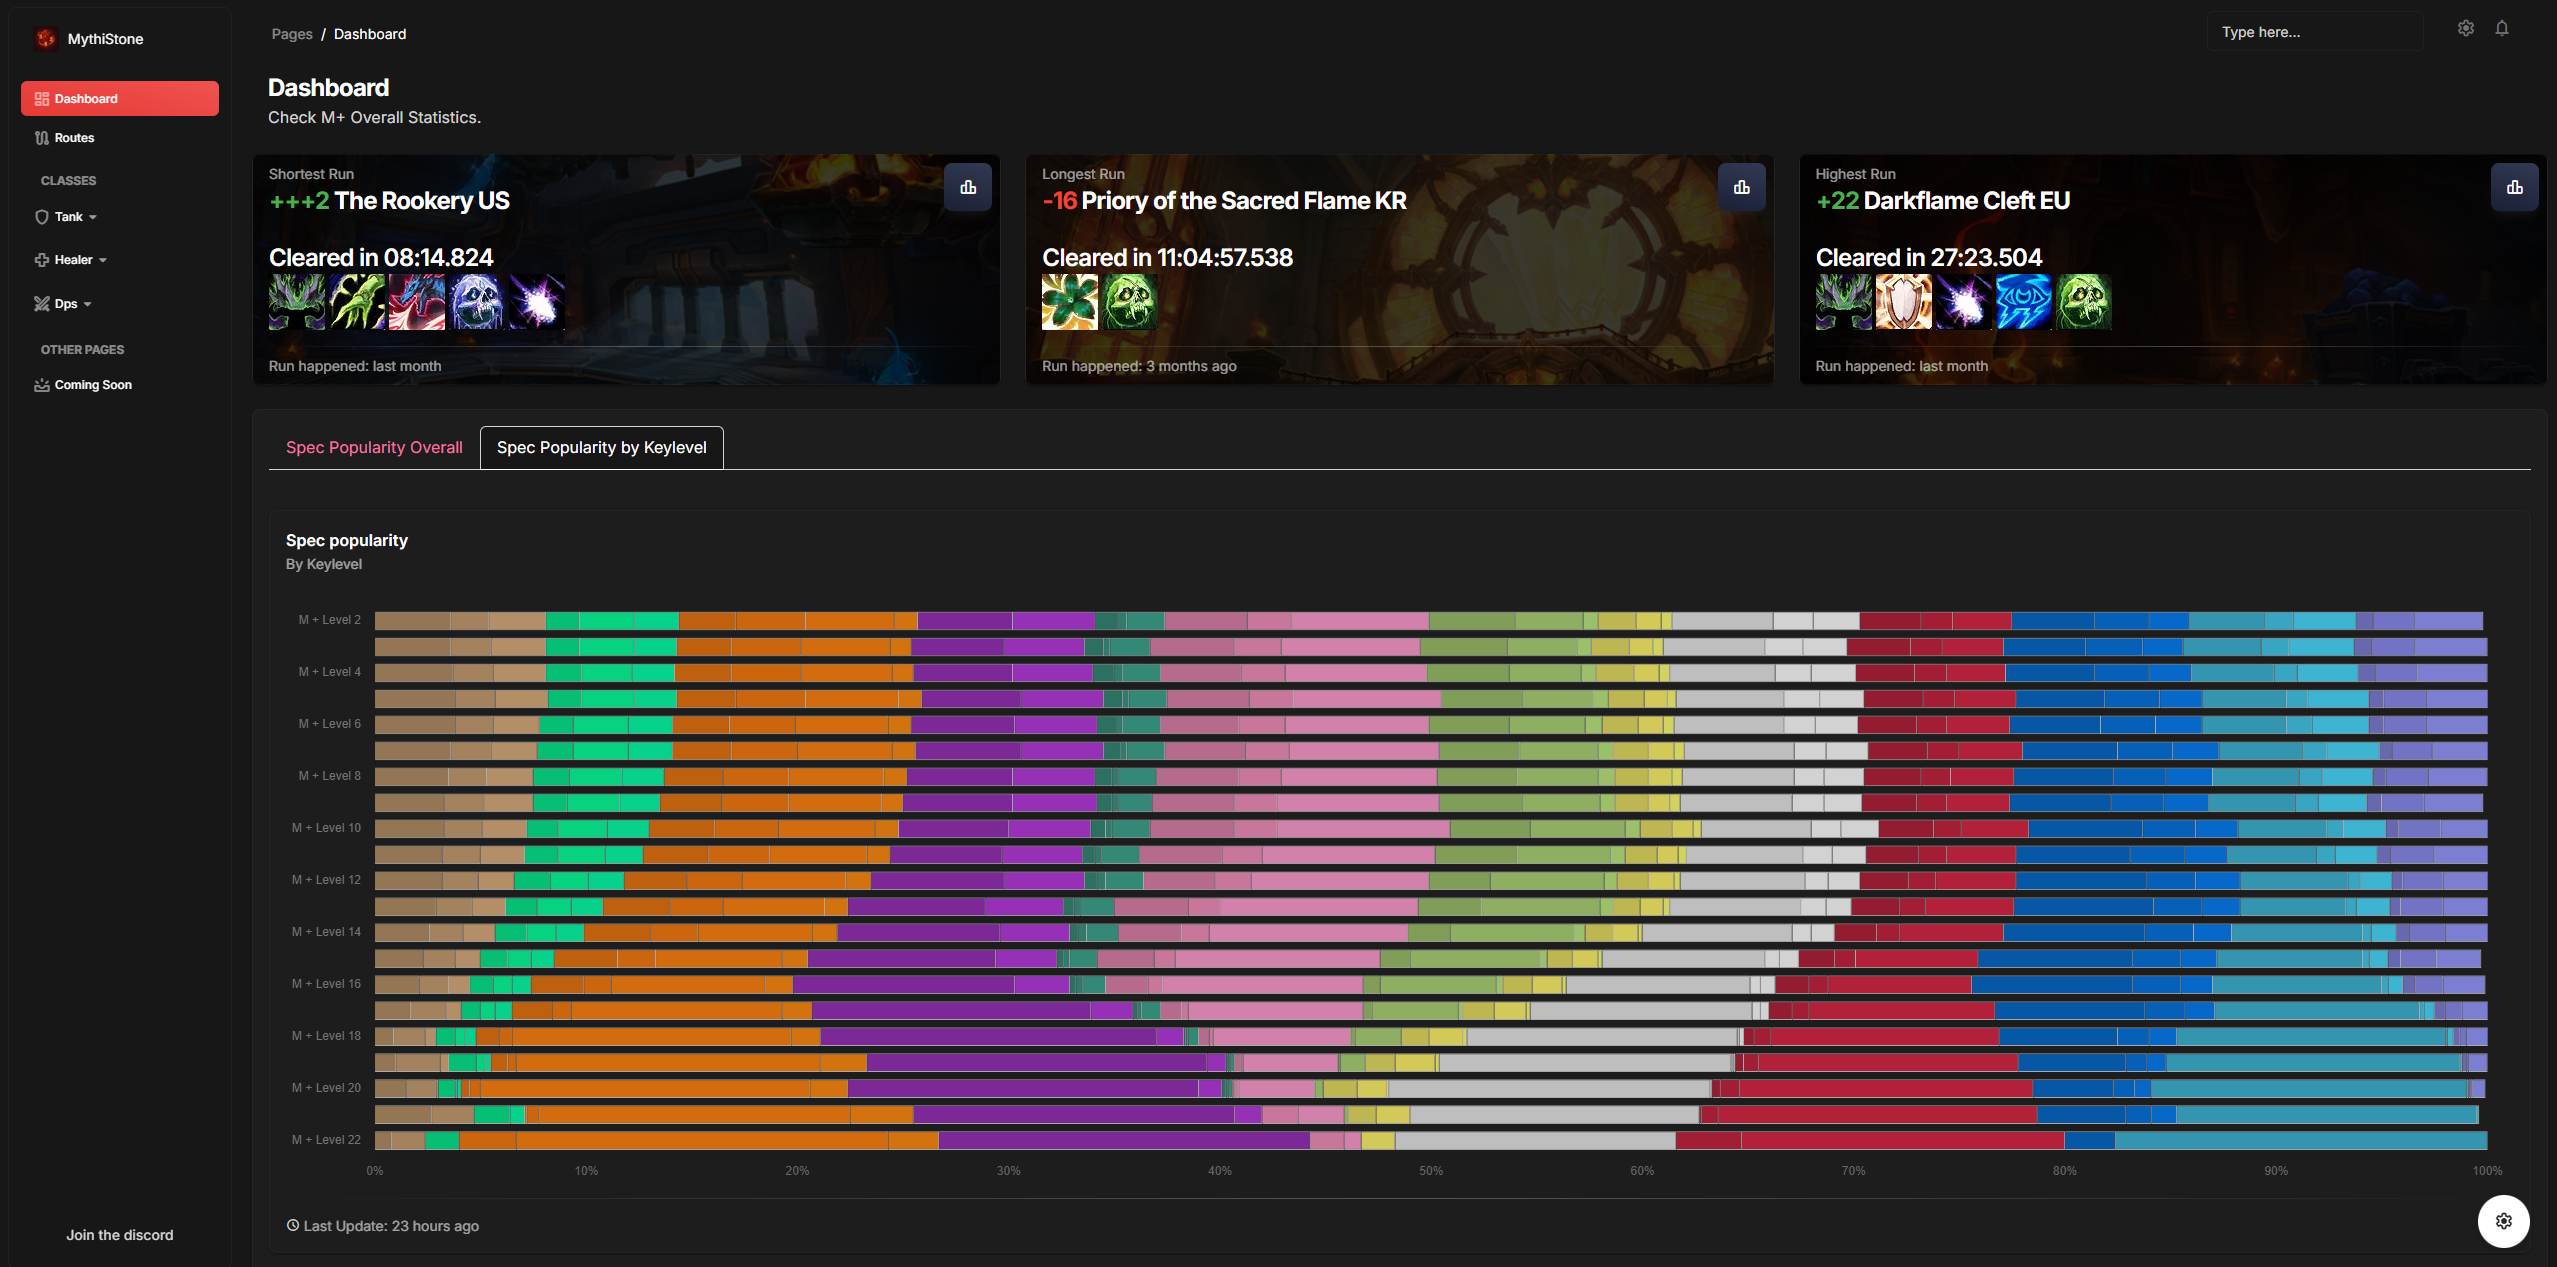 MythiStone
Dashboard
Routes
CLASSES
Tank
Healer
Dps
OTHER PAGES
Coming Soon
Join the discord
Pages / Dashboard
Type here...
Dashboard
Check M+ Overall Statistics.
Shortest Run
+++2 The Rookery US
Cleared in 08:14.824
Run happened: last month
Longest Run
-16 Priory of the Sacred Flame KR
Cleared in 11:04:57.538
Run happened: 3 months ago
Highest Run
+22 Darkflame Cleft EU
Cleared in 27:23.504
Run happened: last month
Spec Popularity Overall
Spec Popularity by Keylevel
Spec popularity
By Keylevel
M + Level 2
M + Level 4
M + Level 6
M + Level 8
M + Level 10
M + Level 12
M + Level 14
M + Level 16
M + Level 18
M + Level 20
M + Level 22
0% 10% 20% 30% 40% 50% 60% 70% 80% 90% 100%
Last Update: 23 hours ago